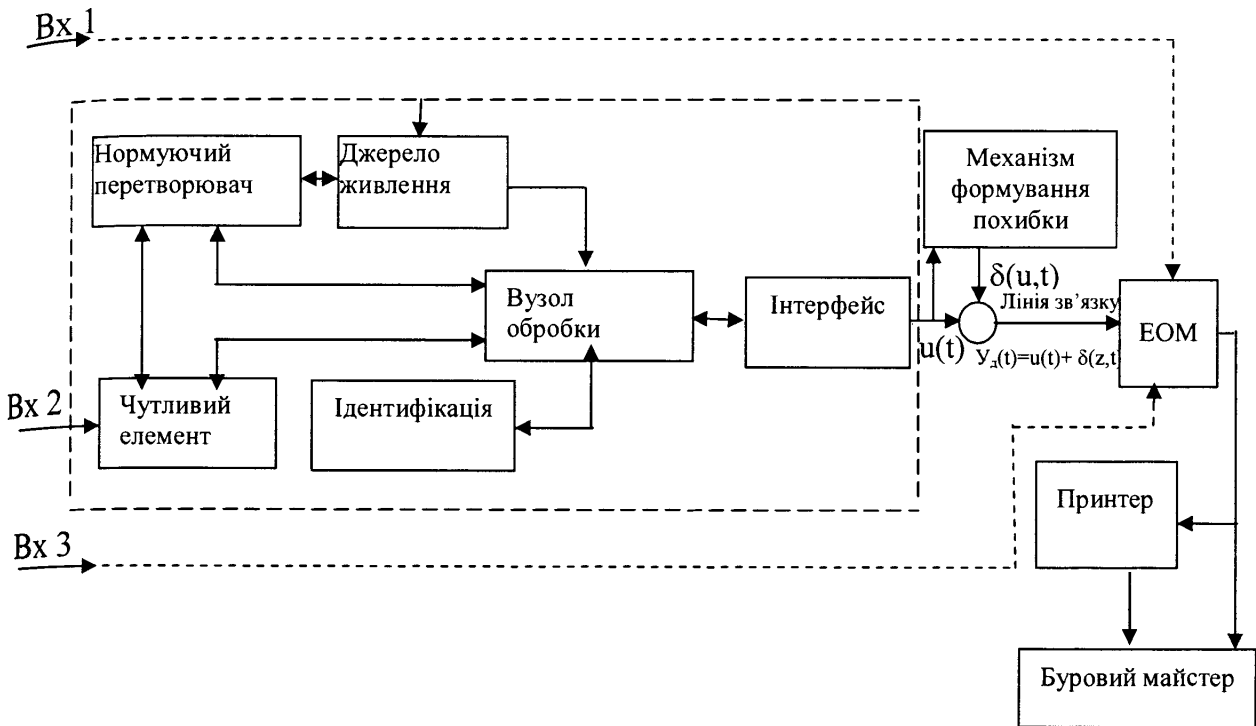 Вх 1
Нормуючий
перетворювач
Джерело
живлення
Механізм
формування
похибки
Вузол
обробки
Інтерфейс
δ(u,t)
Лінія зв’язку
u(t)
Уд(t)=u(t)+ δ(z,t)
ЕОМ
Вх 2
Чутливий
елемент
Ідентифікація
Принтер
Вх 3
Буровий майстер